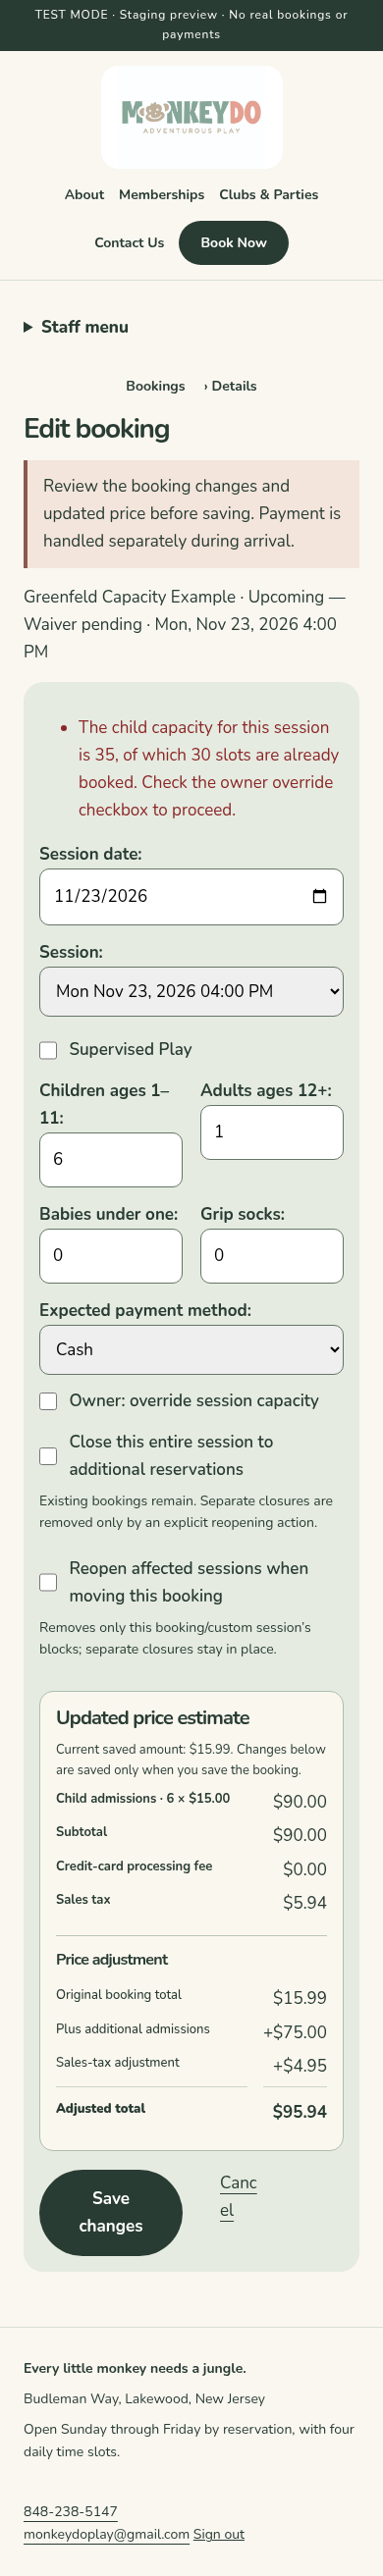 TEST MODE · Staging preview · No real bookings or
payments
MONKEYDO
ADVENTUROUS PLAY
About Memberships Clubs & Parties
Contact Us Book Now
▶ Staff menu
Bookings › Details
Edit booking
Review the booking changes and
updated price before saving. Payment is
handled separately during arrival.
Greenfeld Capacity Example · Upcoming —
Waiver pending · Mon, Nov 23, 2026 4:00
PM
• The child capacity for this session
is 35, of which 30 slots are already
booked. Check the owner override
checkbox to proceed.
Session date:
11/23/2026
Session:
Mon Nov 23, 2026 04:00 PM
Supervised Play
Children ages 1–
11:
Adults ages 12+:
6
1
Babies under one: Grip socks:
0
0
Expected payment method:
Cash
Owner: override session capacity
Close this entire session to
additional reservations
Existing bookings remain. Separate closures are
removed only by an explicit reopening action.
Reopen affected sessions when
moving this booking
Removes only this booking/custom session's
blocks; separate closures stay in place.
Updated price estimate
Current saved amount: $15.99. Changes below
are saved only when you save the booking.
Child admissions · 6 × $15.00 $90.00
Subtotal $90.00
Credit-card processing fee $0.00
Sales tax $5.94
Price adjustment
Original booking total $15.99
Plus additional admissions +$75.00
Sales-tax adjustment +$4.95
Adjusted total $95.94
Save
changes
Canc
el
Every little monkey needs a jungle.
Budleman Way, Lakewood, New Jersey
Open Sunday through Friday by reservation, with four
daily time slots.
848-238-5147
monkeydoplay@gmail.com Sign out